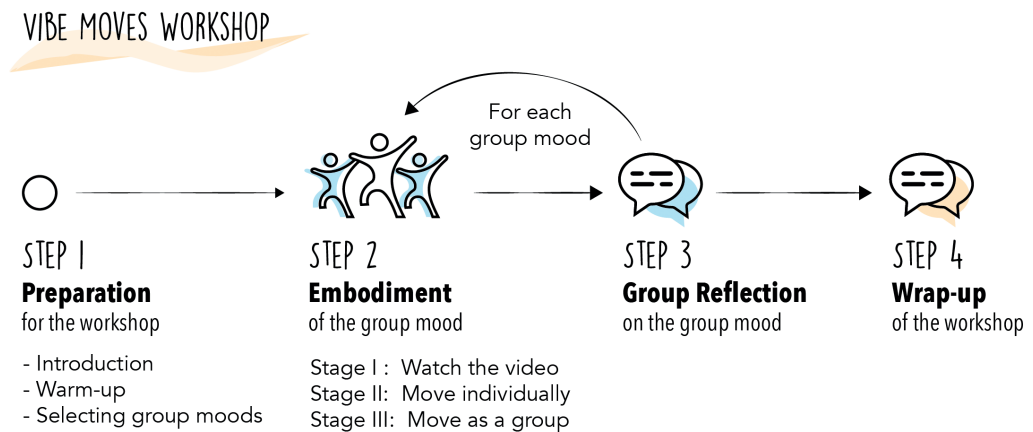 VIBE MOVES WORKSHOP
For each
group mood
STEP 1
Preparation
for the workshop
- Introduction
- Warm-up
- Selecting group moods
STEP 2
Embodiment
of the group mood
Stage I : Watch the video
Stage II: Move individually
Stage III: Move as a group
STEP 3
Group Reflection
on the group mood
STEP 4
Wrap-up
of the workshop